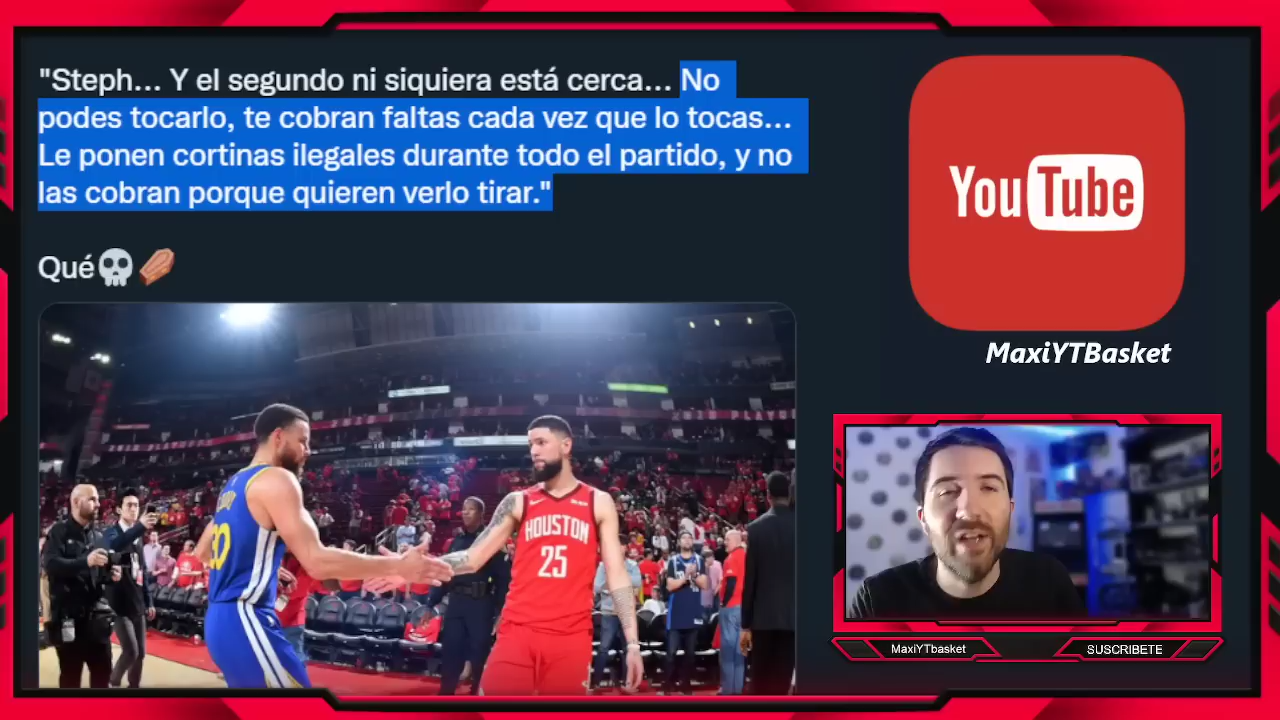 "Steph... Y el segundo ni siquiera está cerca... No
podes tocarlo, te cobran faltas cada vez que lo tocas...
Le ponen cortinas ilegales durante todo el partido, y no
las cobran porque quieren verlo tirar."
Qué💀⚰️
YouTube
MaxiYTBasket
30
HOUSTON
25
MaxiYTbasket
SUSCRIBETE